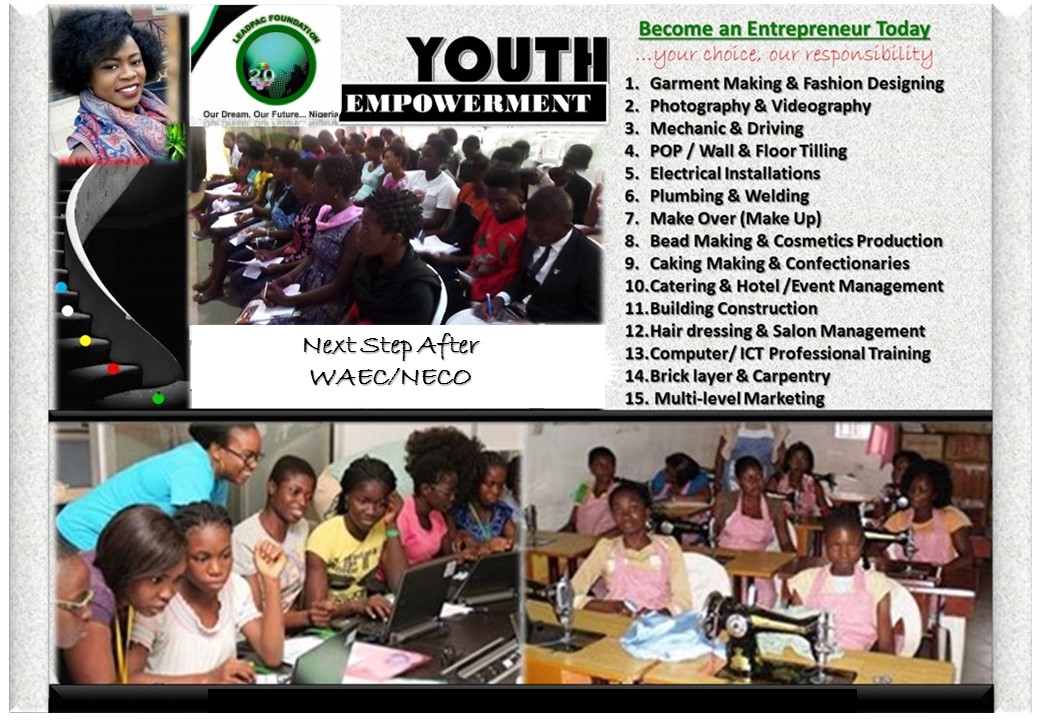 LEADPAC FOUNDATION
20
Our Dream, Our Future... Nigeria
YOUTH
EMPOWERMENT
Next Step After
WAEC/NECO
Become an Entrepreneur Today
...your choice, our responsibility
1. Garment Making & Fashion Designing
2. Photography & Videography
3. Mechanic & Driving
4. POP / Wall & Floor Tilling
5. Electrical Installations
6. Plumbing & Welding
7. Make Over (Make Up)
8. Bead Making & Cosmetics Production
9. Caking Making & Confectionaries
10.Catering & Hotel /Event Management
11.Building Construction
12.Hair dressing & Salon Management
13.Computer/ ICT Professional Training
14.Brick layer & Carpentry
15. Multi-level Marketing